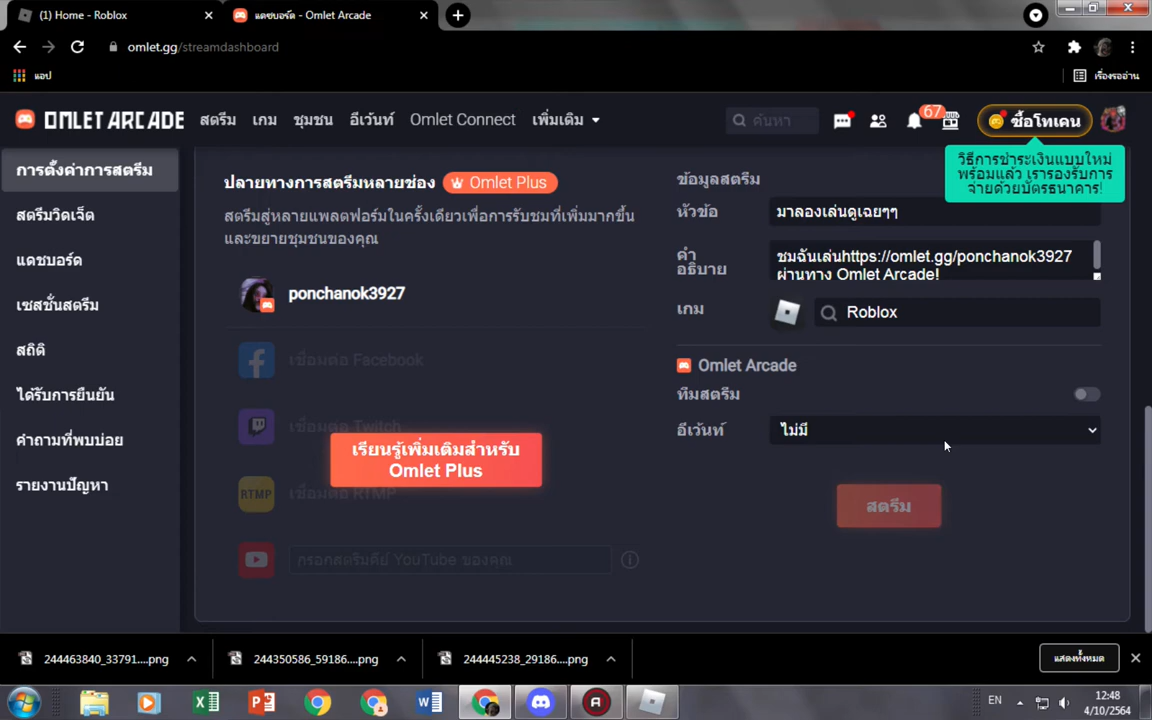 (1) Home - Roblox
แดชบอร์ด - Omlet Arcade
omlet.gg/streamdashboard
แอป
เรื่องรออ่าน
OMLET ARCADE
สตรีม
เกม
ชุมชน
อีเว้นท์
Omlet Connect
เพิ่มเติม
ค้นหา
67
ซื้อโทเคน
วิธีการชำระเงินแบบใหม่
พร้อมแล้ว เรารองรับการ
จ่ายด้วยบัตรธนาคาร!
การตั้งค่าการสตรีม
สตรีมวิดเจ็ต
แดชบอร์ด
เซสชั่นสตรีม
สถิติ
ได้รับการยืนยัน
คำถามที่พบบ่อย
รายงานปัญหา
ปลายทางการสตรีมหลายช่อง
Omlet Plus
สตรีมสู่หลายแพลตฟอร์มในครั้งเดียวเพื่อการรับชมที่เพิ่มมากขึ้น
และขยายชุมชนของคุณ
ponchanok3927
เชื่อมต่อ Facebook
เชื่อมต่อ Twitch
เรียนรู้เพิ่มเติมสำหรับ
Omlet Plus
RTMP
เชื่อมต่อ RTMP
กรอกสตรีมคีย์ YouTube ของคุณ
ข้อมูลสตรีม
หัวข้อ
มาลองเล่นดูเฉยๆๆ
คำ
อธิบาย
ชมฉันเล่นhttps://omlet.gg/ponchanok3927
ผ่านทาง Omlet Arcade!
เกม
Roblox
Omlet Arcade
ทีมสตรีม
อีเว้นท์
ไม่มี
สตรีม
244463840_33791....png
244350586_59186....png
244445238_29186....png
แสดงทั้งหมด
EN
12:48
4/10/2564